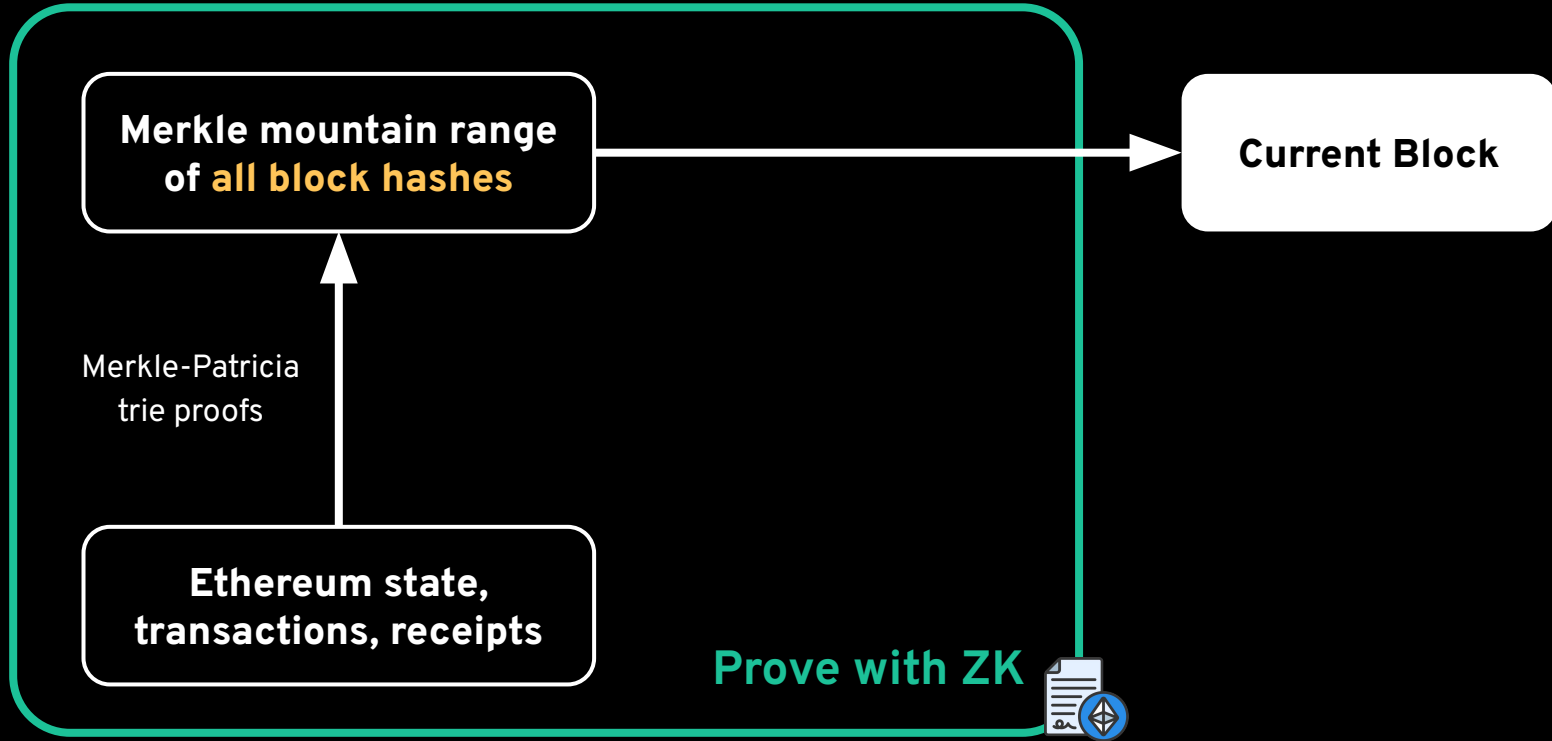 Merkle mountain range
of all block hashes
Current Block
Merkle-Patricia
trie proofs
Ethereum state,
transactions, receipts
Prove with ZK